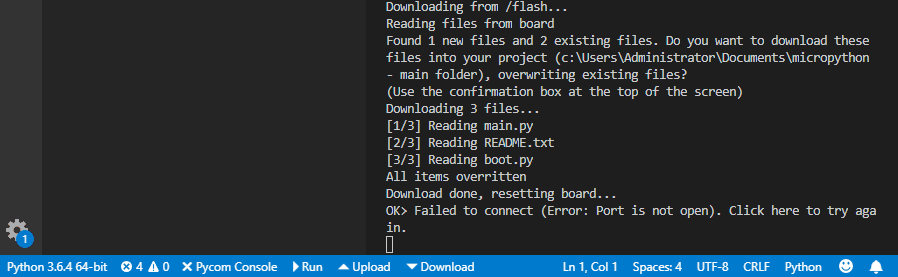 Downloading from /flash...
Reading files from board
Found 1 new files and 2 existing files. Do you want to download these
files into your project (c:\Users\Administrator\Documents\micropython
- main folder), overwriting existing files?
(Use the confirmation box at the top of the screen)
Downloading 3 files...
[1/3] Reading main.py
[2/3] Reading README.txt
[3/3] Reading boot.py
All items overritten
Download done, resetting board...
OK> Failed to connect (Error: Port is not open). Click here to try aga
in.
1
Python 3.6.4 64-bit 4 0 Pycom Console Run Upload Download Ln 1, Col 1 Spaces: 4 UTF-8 CRLF Python